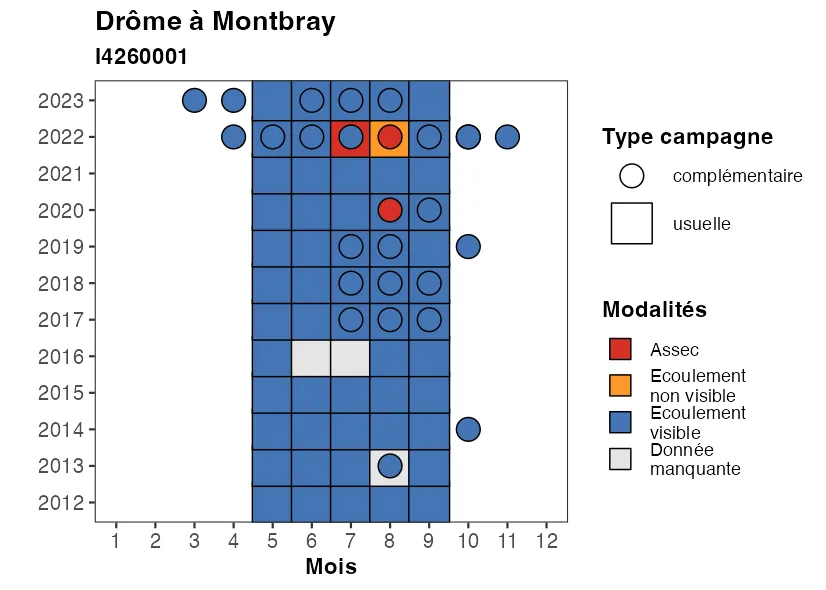 Drôme à Montbray
I4260001
2023
2022
2021
2020
2019
2018
2017
2016
2015
2014
2013
2012
1 2 3 4 5 6 7 8 9 10 11 12
Mois
Type campagne
complémentaire
usuelle
Modalités
Assec
Ecoulement
non visible
Ecoulement
visible
Donnée
manquante